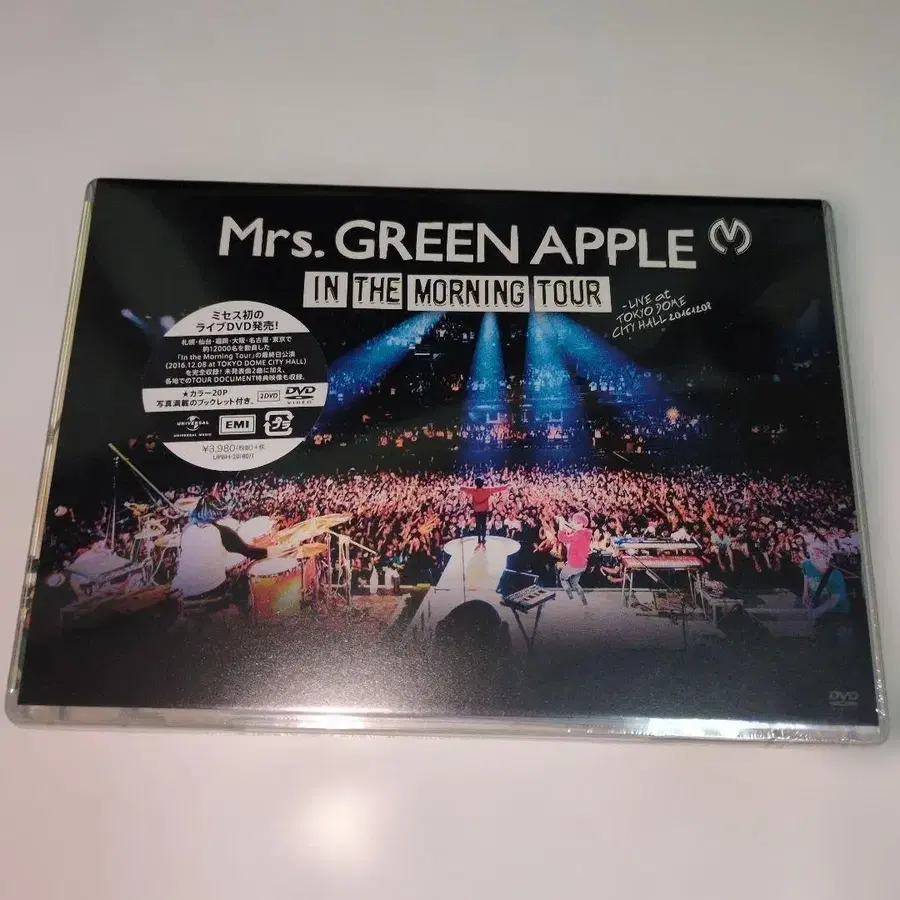 Mrs. GREEN APPLE
IN THE MORNING TOUR
-LIVE at
TOKYO DOME
CITY HALL 20161208
ミセス初の
ライブDVD発売!
札幌・仙台・福岡・大阪・名古屋・東京で
約12000名を動員した
「In the Morning Tour」の最終日公演
(2016.12.08 at TOKYO DOME CITY HALL)
を完全収録! 未発表曲2曲に加え、
各地でのTOUR DOCUMENT特典映像も収録。
★カラー20P
写真満載のブックレット付き。
1DVD
DVD
VIDEO
UNIVERSAL
UNIVERSAL MUSIC
EMI
¥3,980(税抜)+税
DVD